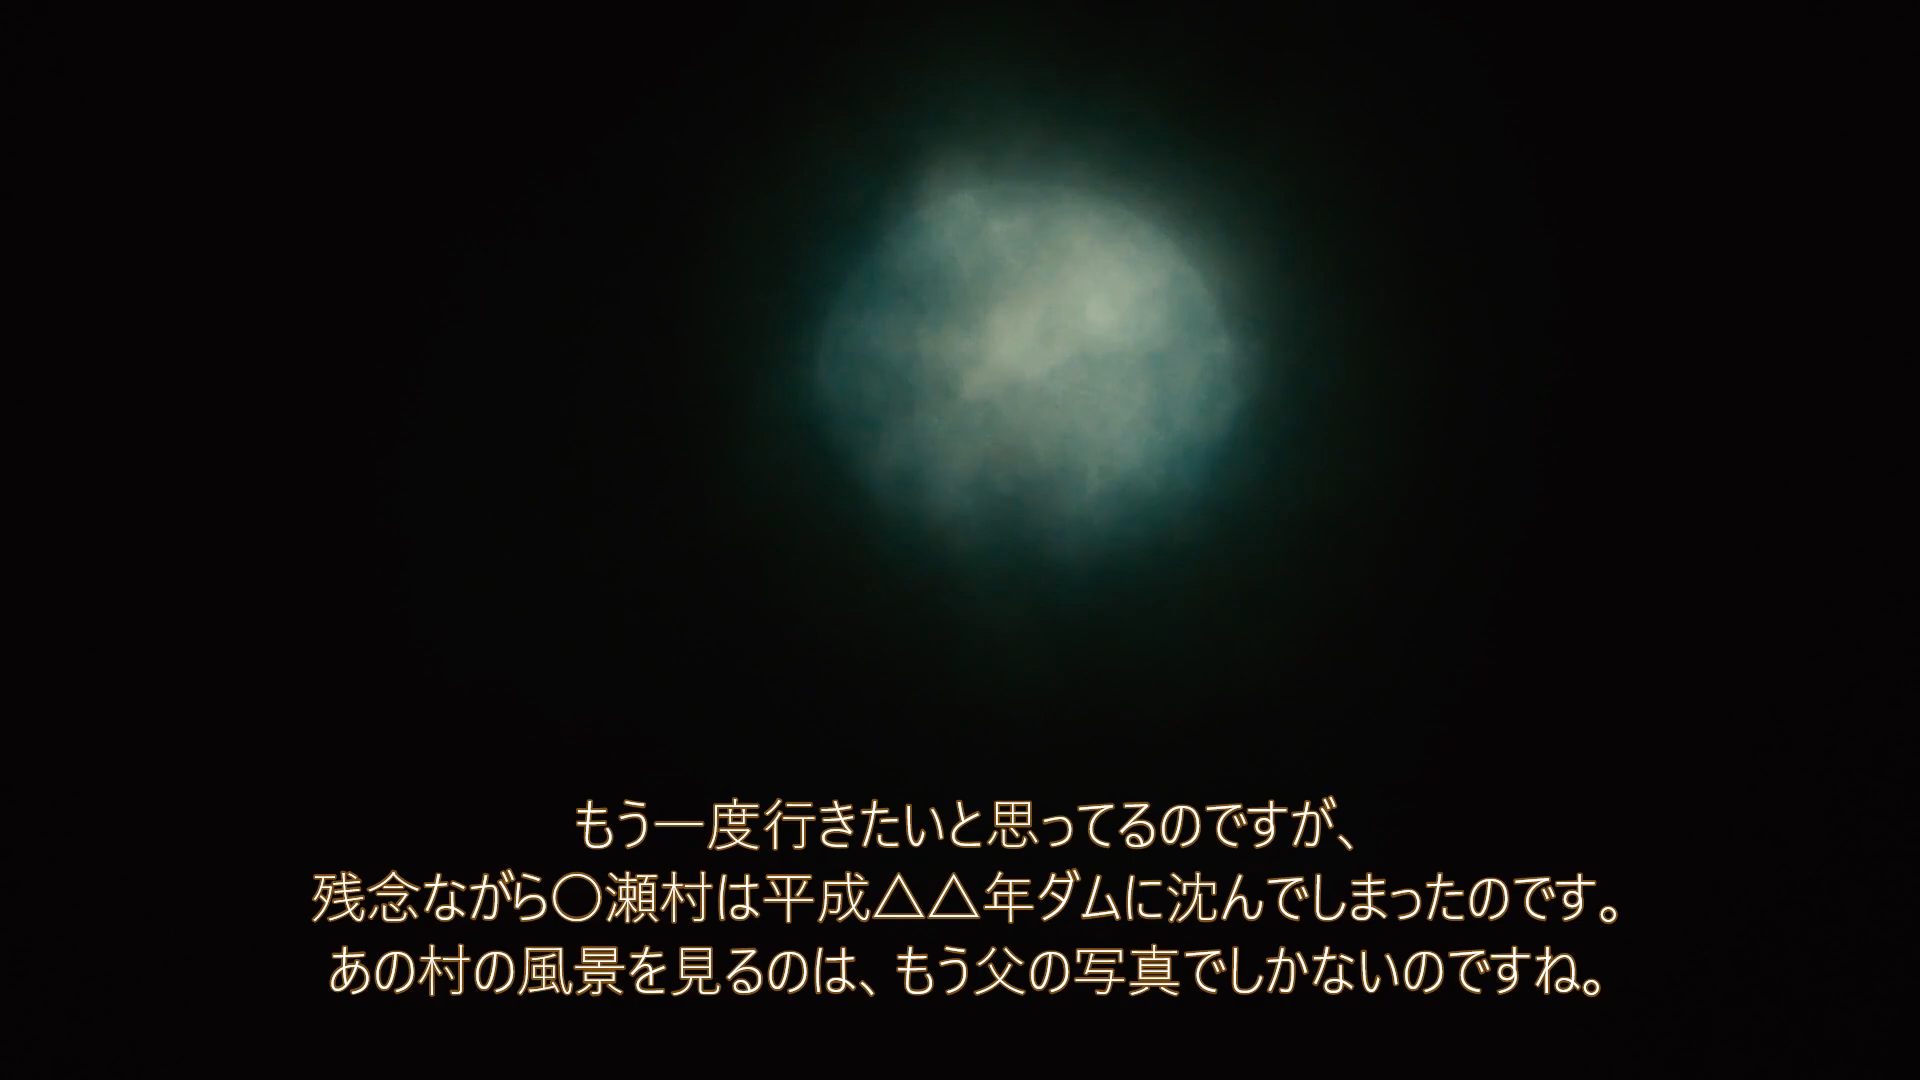 もう一度行きたいと思ってるのですが、
残念ながら〇瀬村は平成△△年ダムに沈んでしまったのです。
あの村の風景を見るのは、もう父の写真でしかないのですね。